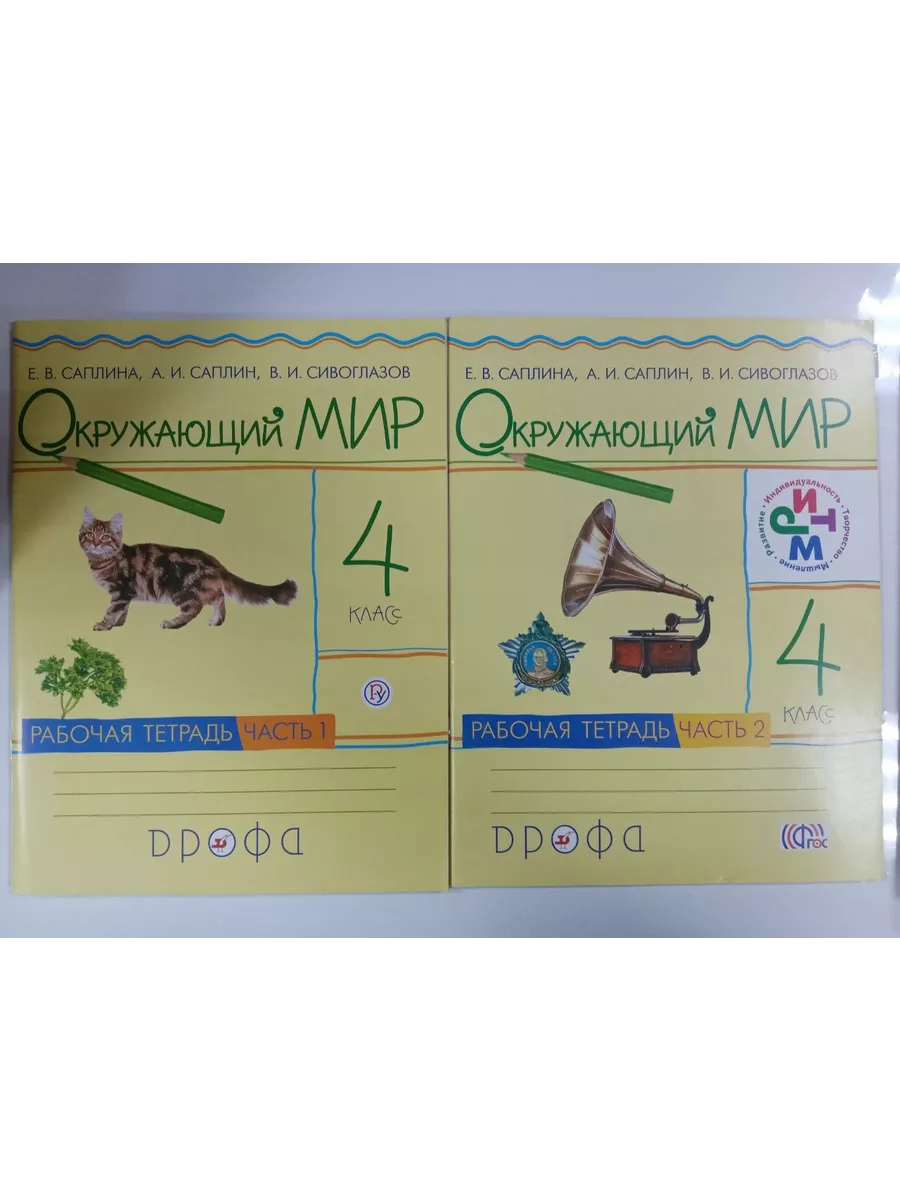 Е. В. САПЛИНА, А. И. САПЛИН, В. И. СИВОГЛАЗОВ
ОКРУЖАЮЩИЙ МИР
4
КЛАСС
РУ
РАБОЧАЯ ТЕТРАДЬ ЧАСТЬ 1
ДРОФА
Е. В. САПЛИНА, А. И. САПЛИН, В. И. СИВОГЛАЗОВ
ОКРУЖАЮЩИЙ МИР
РИТМ
Развитие • Индивидуальность • Творчество • Мышление
4
КЛАСС
РАБОЧАЯ ТЕТРАДЬ ЧАСТЬ 2
ДРОФА
ФГОС